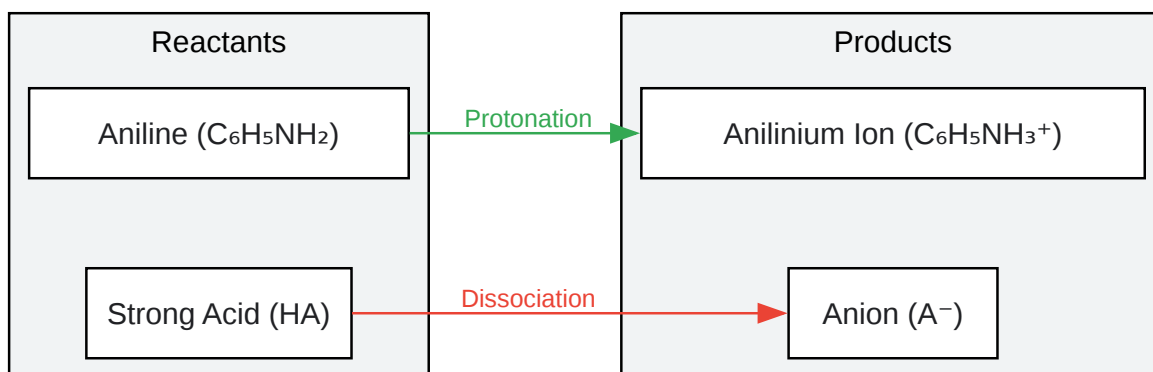 Reactants
Products
Aniline (C₆H₅NH₂)
Protonation
Anilinium Ion (C₆H₅NH₃⁺)
Strong Acid (HA)
Dissociation
Anion (A⁻)